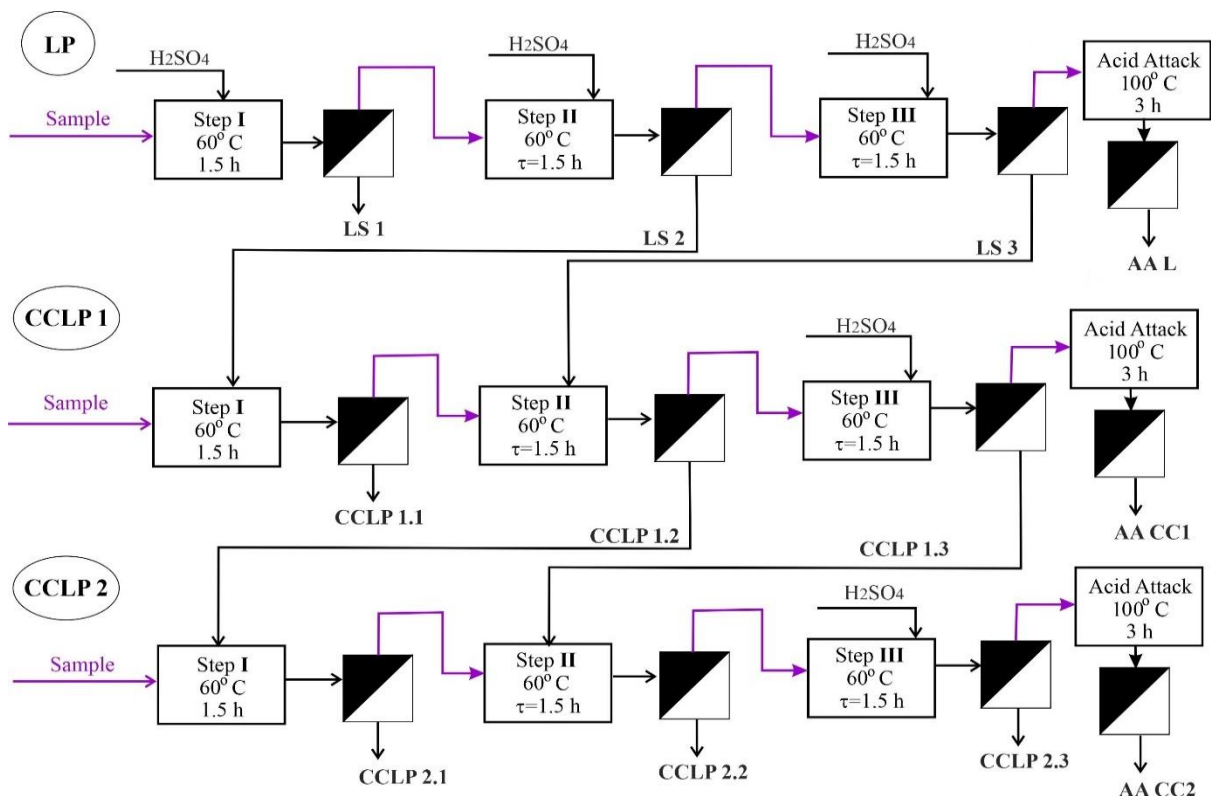 LP
H2SO4
H2SO4
H2SO4
Acid Attack
100° C
3 h
Sample
Step I
60° C
1.5 h
Step II
60° C
τ=1.5 h
Step III
60° C
τ=1.5 h
LS 1
LS 2
LS 3
AA L
CCLP 1
H2SO4
Acid Attack
100° C
3 h
Sample
Step I
60° C
1.5 h
Step II
60° C
τ=1.5 h
Step III
60° C
τ=1.5 h
CCLP 1.1
CCLP 1.2
CCLP 1.3
AA CC1
CCLP 2
H2SO4
Acid Attack
100° C
3 h
Sample
Step I
60° C
1.5 h
Step II
60° C
τ=1.5 h
Step III
60° C
τ=1.5 h
CCLP 2.1
CCLP 2.2
CCLP 2.3
AA CC2